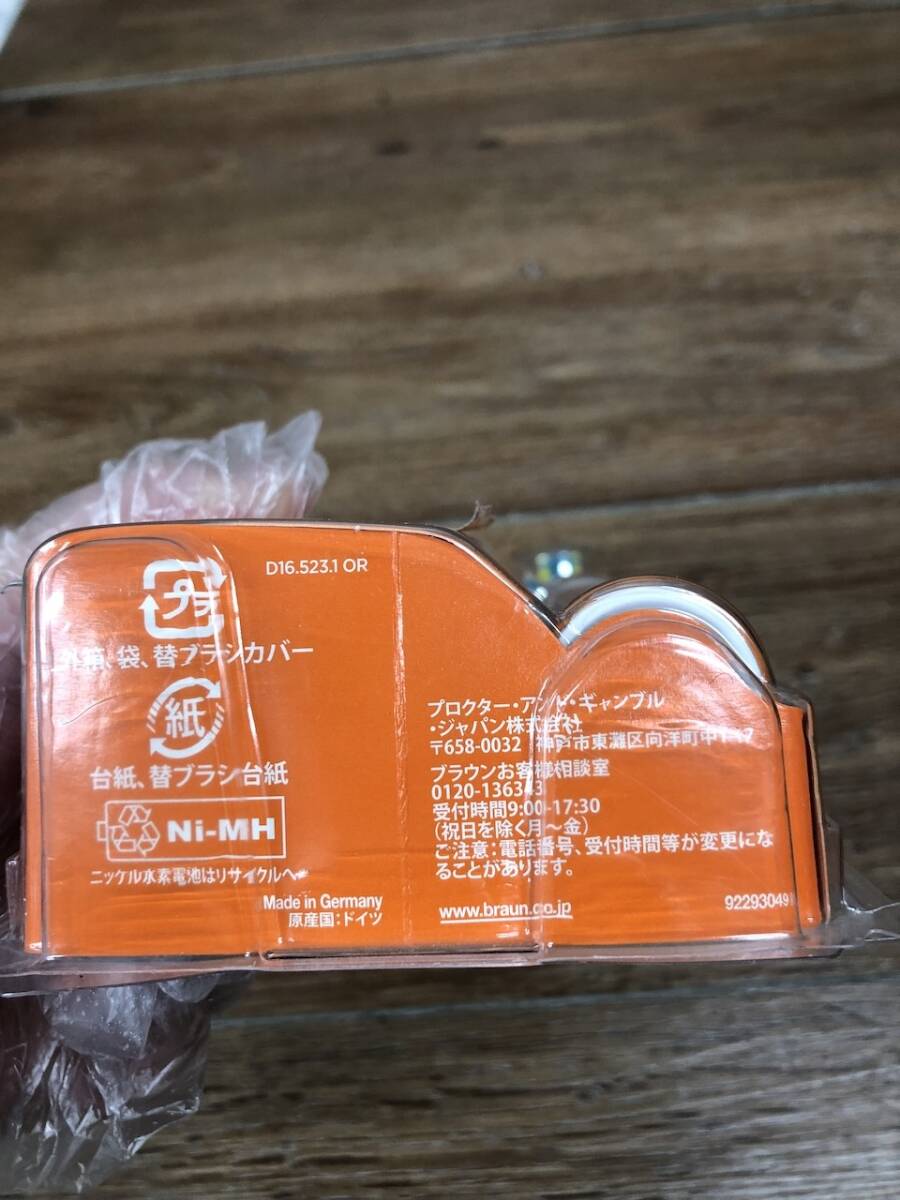 D16.523.1 OR
プラ
外箱、袋、替ブラシカバー
紙
台紙、替ブラシ台紙
Ni-MH
ニッケル水素電池はリサイクルへ
Made in Germany
原産国:ドイツ
プロクター・アンド・ギャンブル
・ジャパン株式会社
〒658-0032 神戸市東灘区向洋町中1-17
ブラウンお客様相談室
0120-136343
受付時間9:00-17:30
(祝日を除く月〜金)
ご注意:電話番号、受付時間等が変更にな
ることがあります。
www.braun.co.jp
92293049